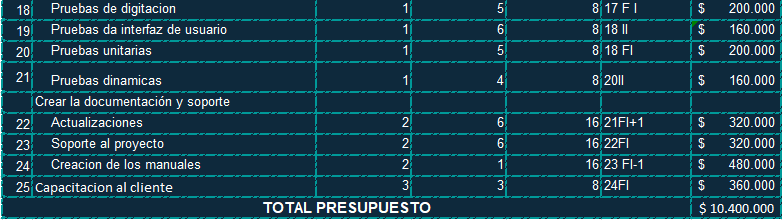 18 Pruebas de digitacion 1 5 8 17 F I $ 200.000
19 Pruebas da interfaz de usuario 1 6 8 18 II $ 160.000
20 Pruebas unitarias 1 5 8 18 FI $ 200.000
21 Pruebas dinamicas 1 4 8 20II $ 160.000
Crear la documentación y soporte
22 Actualizaciones 2 6 16 21FI+1 $ 320.000
23 Soporte al proyecto 2 6 16 22FI $ 320.000
24 Creacion de los manuales 2 1 16 23 FI-1 $ 480.000
25 Capacitacion al cliente 3 3 8 24FI $ 360.000
TOTAL PRESUPUESTO $ 10.400.000